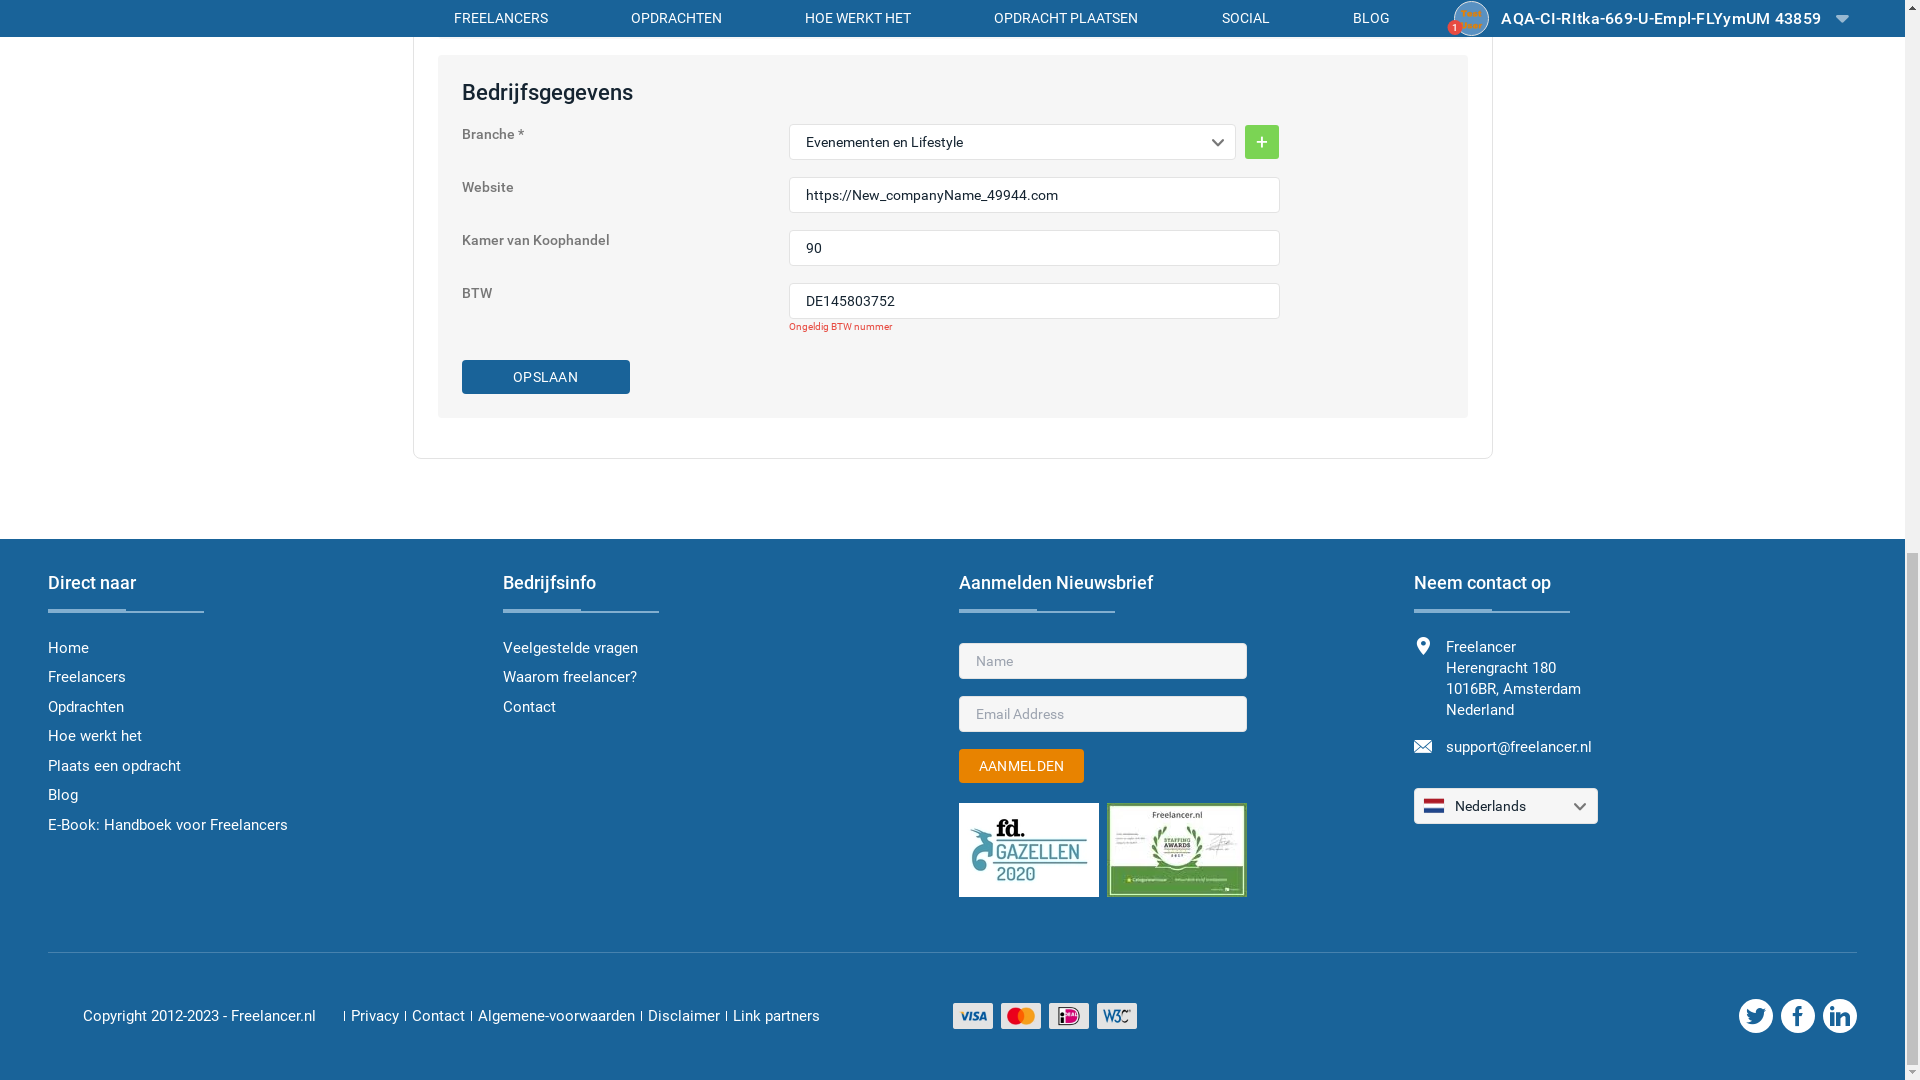 FREELANCERS OPDRACHTEN HOE WERKT HET OPDRACHT PLAATSEN SOCIAL BLOG 1 AQA-CI-RItka-669-U-Empl-FLYymUM 43859
Bedrijfsgegevens
Branche * Evenementen en Lifestyle +
Website https://New_companyName_49944.com
Kamer van Koophandel 90
BTW DE145803752
Ongeldig BTW nummer
OPSLAAN
Direct naar
Home
Freelancers
Opdrachten
Hoe werkt het
Plaats een opdracht
Blog
E-Book: Handboek voor Freelancers
Bedrijfsinfo
Veelgestelde vragen
Waarom freelancer?
Contact
Aanmelden Nieuwsbrief
Name
Email Address
AANMELDEN
fd.
GAZELLEN
2020
Freelancer.nl
STAFFING
AWARDS
2017
Neem contact op
Freelancer
Herengracht 180
1016BR, Amsterdam
Nederland
support@freelancer.nl
Nederlands
Copyright 2012-2023 - Freelancer.nl | Privacy | Contact | Algemene-voorwaarden | Disclaimer | Link partners VISA iDEAL W3C